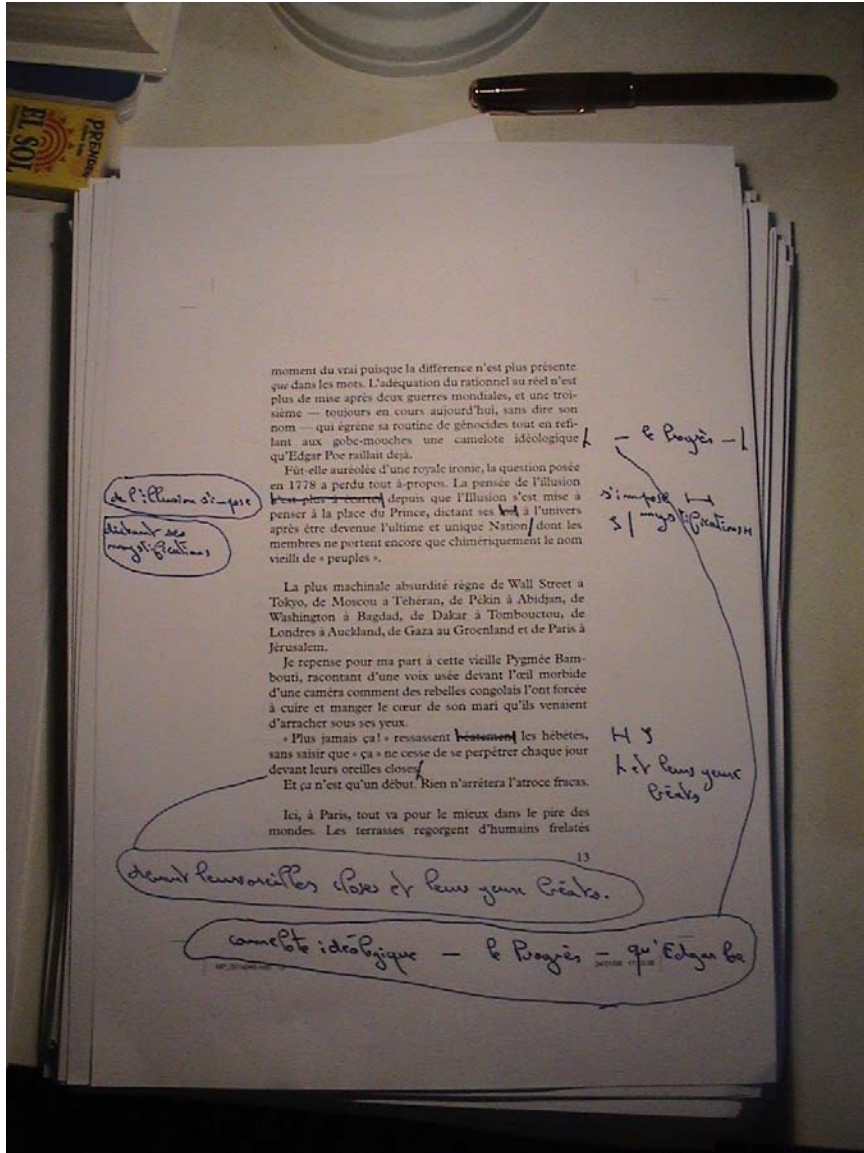 PRENDEN
EL SOL
moment du vrai puisque la différence n'est plus présente
que dans les mots. L'adéquation du rationnel au réel n'est
plus de mise après deux guerres mondiales, et une troi-
sième — toujours en cours aujourd'hui, sans dire son
nom — qui égrène sa routine de génocides tout en refi-
lant aux gobe-mouches une camelote idéologique
— le Progrès —
qu'Edgar Poe raillait déjà.
Fût-elle auréolée d'une royale ironie, la question posée
en 1778 a perdu tout à-propos. La pensée de l'illusion
de l'illusion s'impose
n'est plus à écarter depuis que l'Illusion s'est mise à
s'impose
penser à la place du Prince, dictant ses à l'univers
mystifications
dictant ses
mystifications
après être devenue l'ultime et unique Nation dont les
membres ne portent encore que chimériquement le nom
vieilli de « peuples ».
La plus machinale absurdité règne de Wall Street à
Tokyo, de Moscou à Téhéran, de Pékin à Abidjan, de
Washington à Bagdad, de Dakar à Tombouctou, de
Londres à Auckland, de Gaza au Groenland et de Paris à
Jérusalem.
Je repense pour ma part à cette vieille Pygmée Bam-
bouti, racontant d'une voix usée devant l'œil morbide
d'une caméra comment des rebelles congolais l'ont forcée
à cuire et manger le cœur de son mari qu'ils venaient
d'arracher sous ses yeux.
« Plus jamais ça! » ressassent béatement les hébétés,
sans saisir que « ça » ne cesse de se perpétrer chaque jour
devant leurs oreilles closes
et leurs yeux
béats
Et ça n'est qu'un début. Rien n'arrêtera l'atroce fracas.
Ici, à Paris, tout va pour le mieux dans le pire des
mondes. Les terrasses regorgent d'humains frelatés
13
devant leurs oreilles closes et leurs yeux béats.
camelote idéologique — le Progrès — qu'Edgar Poe